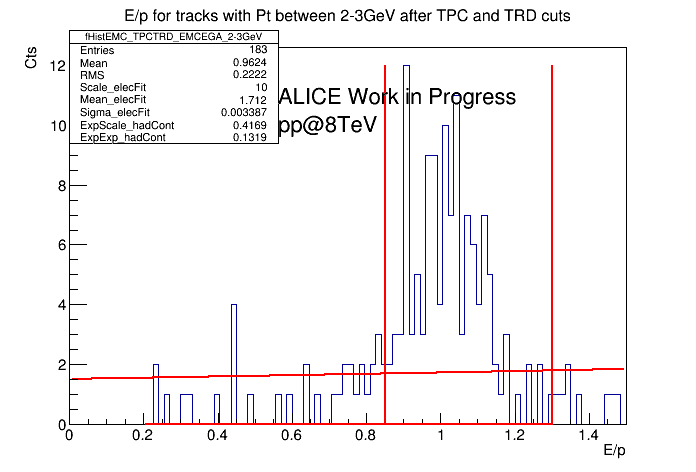 E/p for tracks with Pt between 2-3GeV after TPC and TRD cuts
fHistEMC_TPCTRD_EMCEGA_2-3GeV
Entries 183
Mean 0.9624
RMS 0.2222
Scale_elecFit 10
Mean_elecFit 1.712
Sigma_elecFit 0.003387
ExpScale_hadCont 0.4169
ExpExp_hadCont 0.1319
ALICE Work in Progress
pp@8TeV
Cts
12
10
8
6
4
2
0
0 0.2 0.4 0.6 0.8 1 1.2 1.4
E/p